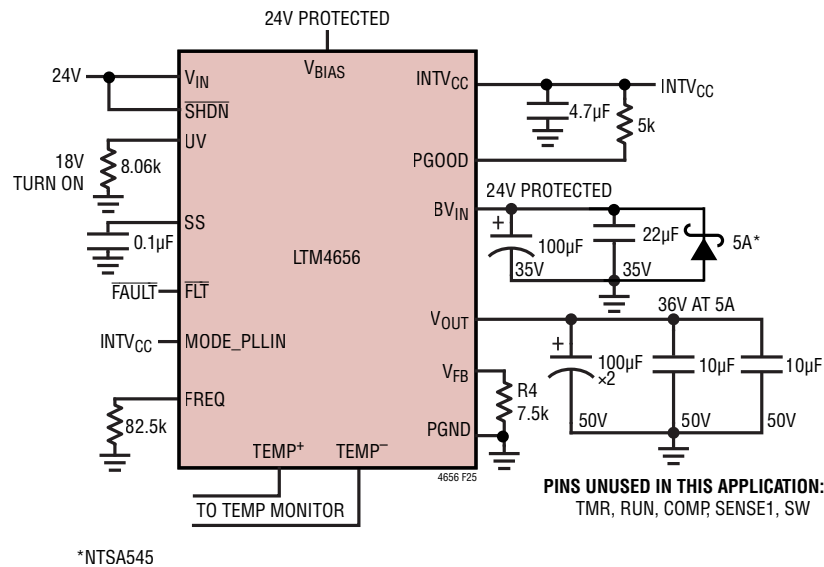 24V PROTECTED
VBIAS
24V
VIN
SHDN
UV
18V
TURN ON
8.06k
SS
0.1µF
LTM4656
FAULT
FLT
INTVCC
MODE_PLLIN
FREQ
82.5k
TEMP+
TEMP–
TO TEMP MONITOR
INTVCC
INTVCC
4.7µF
5k
PGOOD
24V PROTECTED
BVIN
+
100µF
35V
22µF
35V
5A*
36V AT 5A
VOUT
+
100µF
×2
50V
10µF
50V
10µF
50V
VFB
R4
7.5k
PGND
4656 F25
PINS UNUSED IN THIS APPLICATION:
TMR, RUN, COMP, SENSE1, SW
*NTSA545